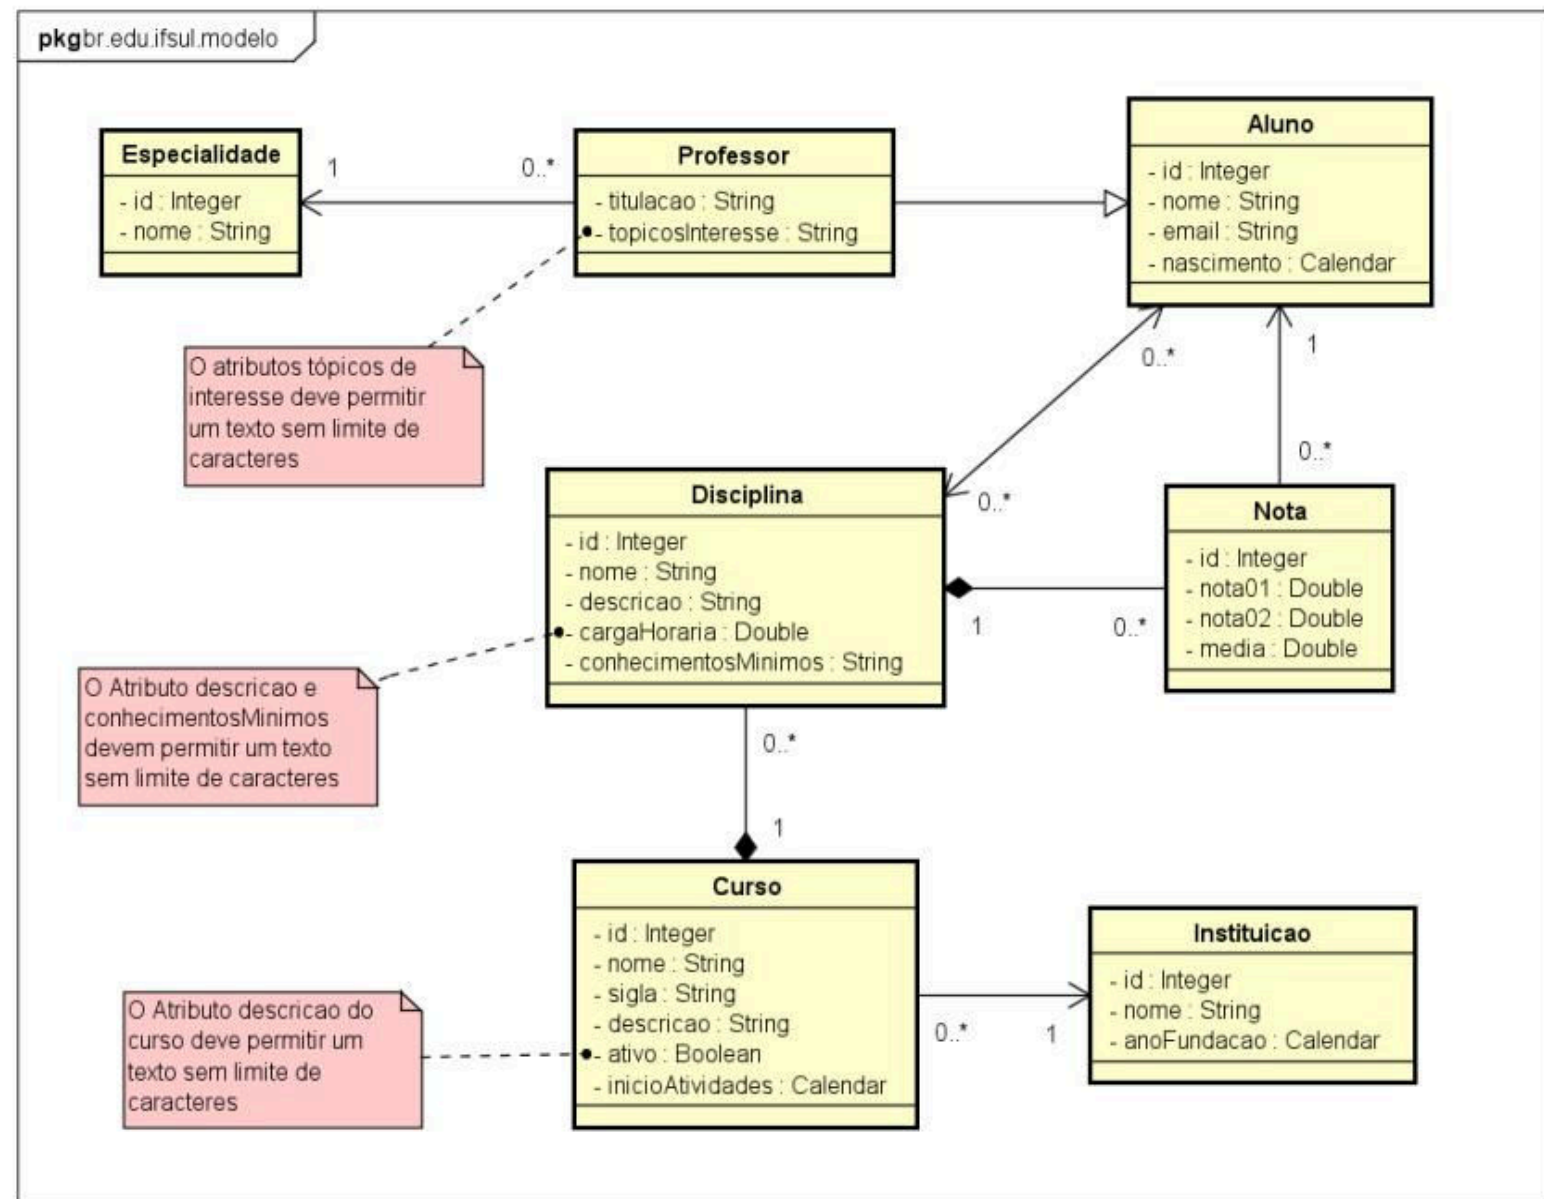 pkgbr.edu.ifsul.modelo
Especialidade
- id : Integer
- nome : String
1
0..*
Professor
- titulacao : String
- topicosInteresse : String
Aluno
- id : Integer
- nome : String
- email : String
- nascimento : Calendar
O atributos tópicos de
interesse deve permitir
um texto sem limite de
caracteres
0..*
1
0..*
0..*
Disciplina
- id : Integer
- nome : String
- descricao : String
- cargaHoraria : Double
- conhecimentosMinimos : String
1
0..*
Nota
- id : Integer
- nota01 : Double
- nota02 : Double
- media : Double
O Atributo descricao e
conhecimentosMinimos
devem permitir um texto
sem limite de caracteres
0..*
1
Curso
- id : Integer
- nome : String
- sigla : String
- descricao : String
- ativo : Boolean
- inicioAtividades : Calendar
0..*
1
Instituicao
- id : Integer
- nome : String
- anoFundacao : Calendar
O Atributo descricao do
curso deve permitir um
texto sem limite de
caracteres